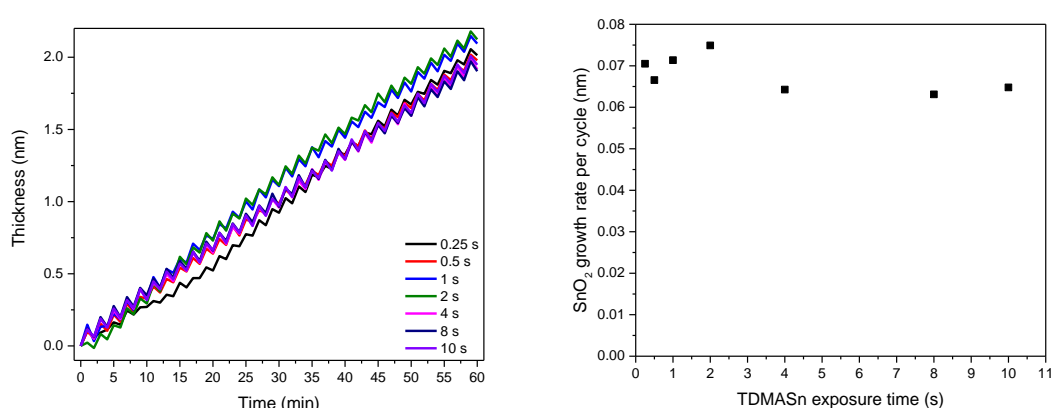 2.0
1.5
1.0
0.5
0.0
Thickness (nm)
0.25 s
0.5 s
1 s
2 s
4 s
8 s
10 s
0 5 10 15 20 25 30 35 40 45 50 55 60
Time (min)
0.08
0.07
0.06
0.05
0.04
0.03
0.02
0.01
0.00
SnO₂ growth rate per cycle (nm)
0 1 2 3 4 5 6 7 8 9 10 11
TDMASn exposure time (s)